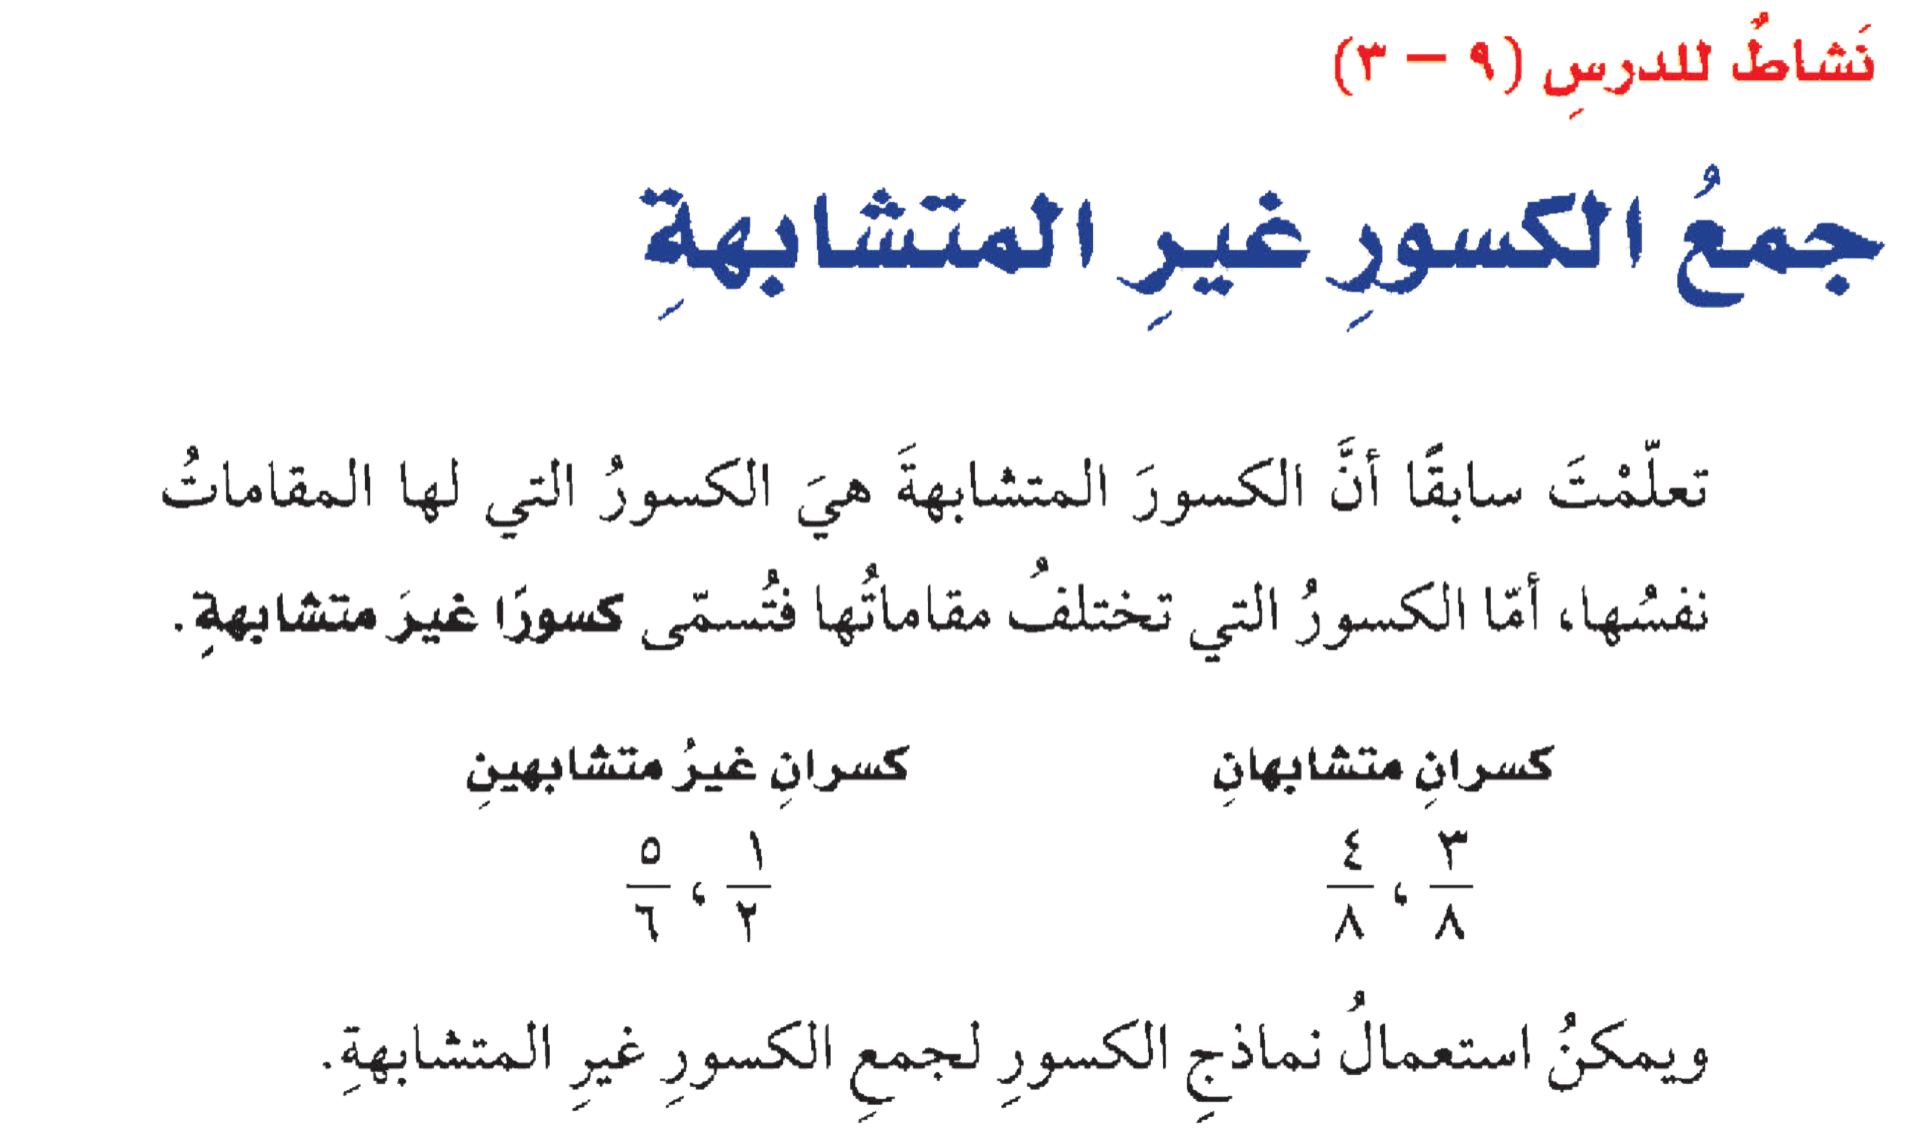 نَشاطٌ للدرسِ (٩ – ٣)
جمعُ الكسورِ غيرِ المتشابهةِ
تعلّمْتَ سابقًا أنَّ الكسورَ المتشابهةَ هيَ الكسورُ التي لها المقاماتُ
نفسُها، أمّا الكسورُ التي تختلفُ مقاماتُها فتُسمّى كسورًا غيرَ متشابهةٍ.
كسرانِ متشابهانِ
٣/٨ ، ٤/٨
كسرانِ غيرُ متشابهينِ
١/٢ ، ٥/٦
ويمكنُ استعمالُ نماذجِ الكسورِ لجمعِ الكسورِ غيرِ المتشابهةِ.